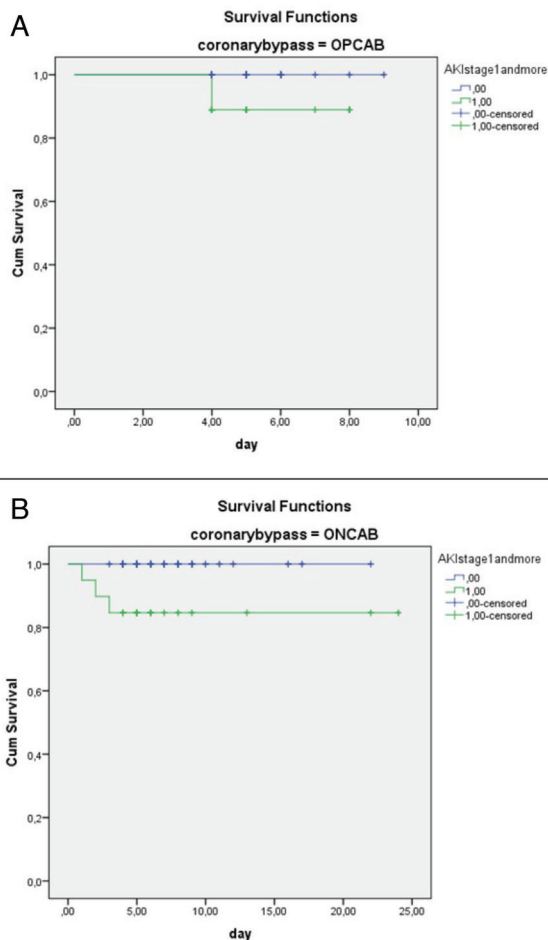 A
Survival Functions
coronarybypass = OPCAB
AKIstage1andmore
,00
1,00
,00-censored
1,00-censored
1,0
0,8
0,6
0,4
0,2
0,0
Cum Survival
,00 2,00 4,00 6,00 8,00 10,00
day
B
Survival Functions
coronarybypass = ONCAB
AKIstage1andmore
,00
1,00
,00-censored
1,00-censored
1,0
0,8
0,6
0,4
0,2
0,0
Cum Survival
,00 5,00 10,00 15,00 20,00 25,00
day